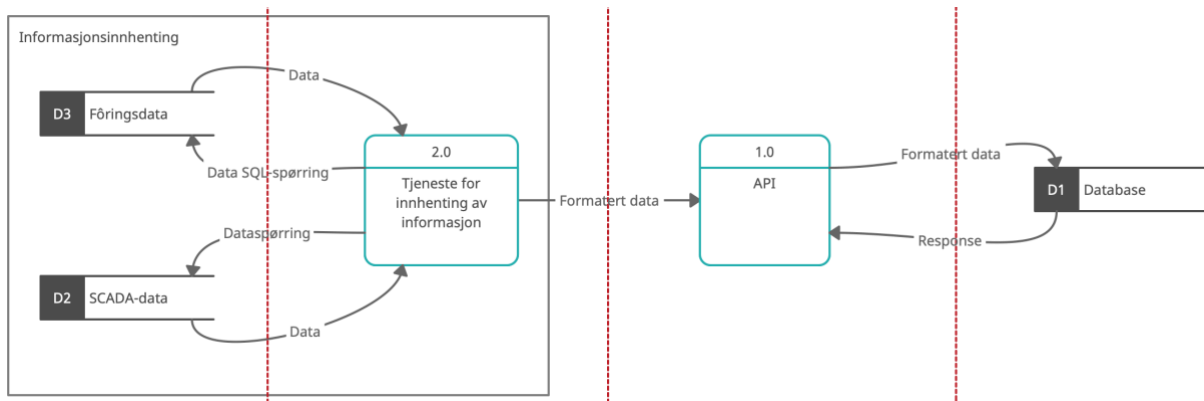 Informasjonsinnhenting
Data
D3 Fôringsdata
2.0
1.0
Formatert data
Data SQL-spørring
Tjeneste for
innhenting av
informasjon
API
D1 Database
Formatert data
Dataspørring
Response
D2 SCADA-data
Data